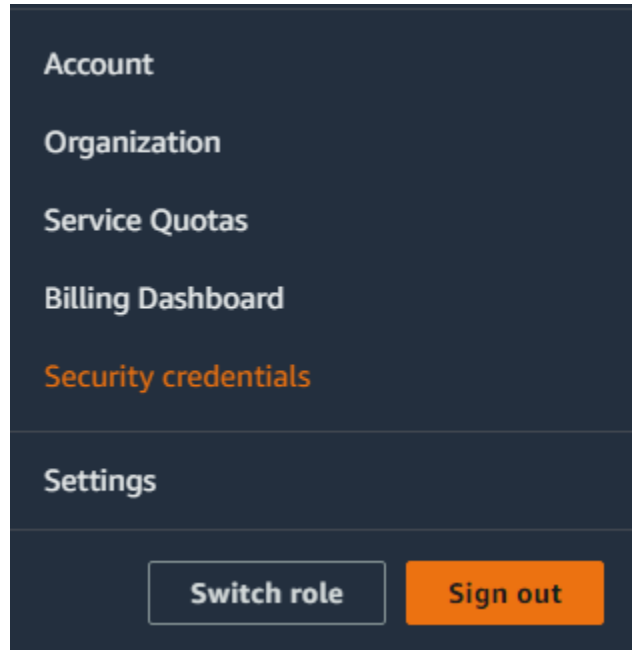 Account
Organization
Service Quotas
Billing Dashboard
Security credentials
Settings
Switch role Sign out